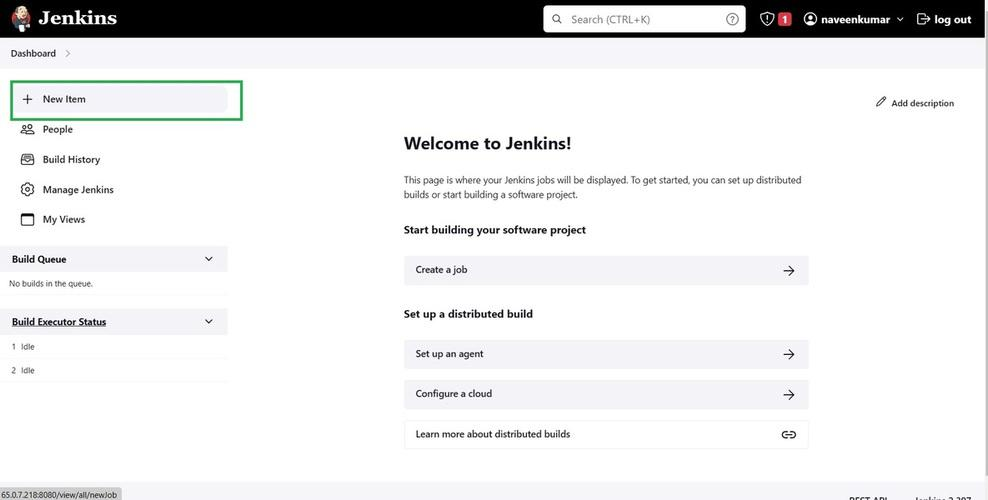 Jenkins
Search (CTRL+K)
1
naveenkumar
log out
Dashboard
New Item
People
Build History
Manage Jenkins
My Views
Build Queue
No builds in the queue.
Build Executor Status
1 Idle
2 Idle
Add description
Welcome to Jenkins!
This page is where your Jenkins jobs will be displayed. To get started, you can set up distributed
builds or start building a software project.
Start building your software project
Create a job
Set up a distributed build
Set up an agent
Configure a cloud
Learn more about distributed builds
65.0.7.218:8080/view/all/newJob
REST API
Jenkins 2.397